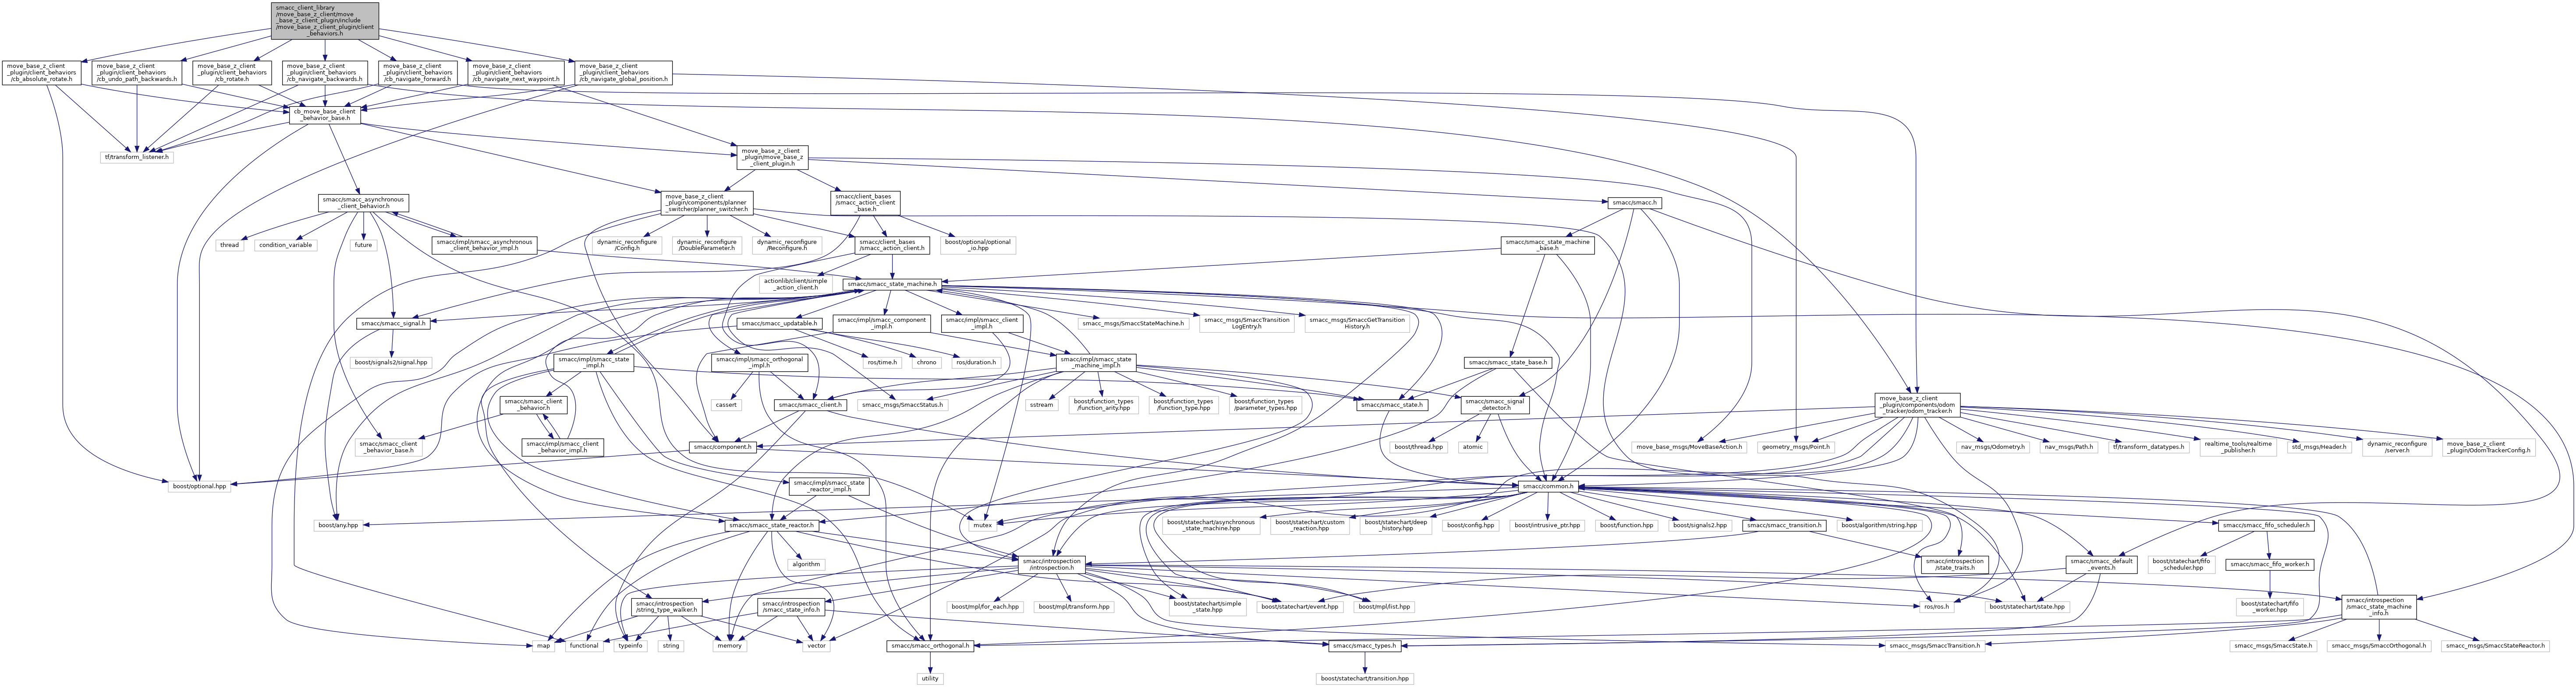 smacc_client_library
/move_base_z_client/move
_base_z_client_plugin/include
/move_base_z_client_plugin/client
_behaviors.h
move_base_z_client
_plugin/client_behaviors
/cb_absolute_rotate.h
move_base_z_client
_plugin/client_behaviors
/cb_undo_path_backwards.h
move_base_z_client
_plugin/client_behaviors
/cb_rotate.h
move_base_z_client
_plugin/client_behaviors
/cb_navigate_backwards.h
move_base_z_client
_plugin/client_behaviors
/cb_navigate_forward.h
move_base_z_client
_plugin/client_behaviors
/cb_navigate_next_waypoint.h
move_base_z_client
_plugin/client_behaviors
/cb_navigate_global_position.h
cb_move_base_client
_behavior_base.h
tf/transform_listener.h
move_base_z_client
_plugin/move_base_z
_client_plugin.h
smacc/smacc_asynchronous
_client_behavior.h
move_base_z_client
_plugin/components/planner
_switcher/planner_switcher.h
smacc/client_bases
/smacc_action_client
_base.h
smacc/smacc.h
thread
condition_variable
future
smacc/impl/smacc_asynchronous
_client_behavior_impl.h
dynamic_reconfigure
/Config.h
dynamic_reconfigure
/DoubleParameter.h
dynamic_reconfigure
/Reconfigure.h
smacc/client_bases
/smacc_action_client.h
boost/optional/optional
_io.hpp
smacc/smacc_state_machine
_base.h
actionlib/client/simple
_action_client.h
smacc/smacc_state_machine.h
smacc/smacc_signal.h
smacc/smacc_updatable.h
smacc/impl/smacc_component
_impl.h
smacc/impl/smacc_client
_impl.h
smacc_msgs/SmaccStateMachine.h
smacc_msgs/SmaccTransition
LogEntry.h
smacc_msgs/SmaccGetTransition
History.h
boost/signals2/signal.hpp
smacc/impl/smacc_state
_impl.h
smacc/impl/smacc_orthogonal
_impl.h
ros/time.h
chrono
ros/duration.h
smacc/impl/smacc_state
_machine_impl.h
smacc/smacc_state_base.h
smacc/smacc_client
_behavior.h
cassert
smacc/smacc_client.h
smacc_msgs/SmaccStatus.h
sstream
boost/function_types
/function_arity.hpp
boost/function_types
/function_type.hpp
boost/function_types
/parameter_types.hpp
smacc/smacc_state.h
smacc/smacc_signal
_detector.h
move_base_z_client
_plugin/components/odom
_tracker/odom_tracker.h
smacc/smacc_client
_behavior_base.h
smacc/impl/smacc_client
_behavior_impl.h
smacc/component.h
boost/thread.hpp
atomic
move_base_msgs/MoveBaseAction.h
geometry_msgs/Point.h
nav_msgs/Odometry.h
nav_msgs/Path.h
tf/transform_datatypes.h
realtime_tools/realtime
_publisher.h
std_msgs/Header.h
dynamic_reconfigure
/server.h
move_base_z_client
_plugin/OdomTrackerConfig.h
boost/optional.hpp
smacc/impl/smacc_state
_reactor_impl.h
smacc/common.h
boost/any.hpp
smacc/smacc_state_reactor.h
mutex
boost/statechart/asynchronous
_state_machine.hpp
boost/statechart/custom
_reaction.hpp
boost/statechart/deep
_history.hpp
boost/config.hpp
boost/intrusive_ptr.hpp
boost/function.hpp
boost/signals2.hpp
smacc/smacc_transition.h
boost/algorithm/string.hpp
smacc/smacc_fifo_scheduler.h
algorithm
smacc/introspection
/introspection.h
smacc/introspection
/state_traits.h
smacc/smacc_default
_events.h
boost/statechart/fifo
_scheduler.hpp
smacc/smacc_fifo_worker.h
smacc/introspection
/string_type_walker.h
smacc/introspection
/smacc_state_info.h
boost/mpl/for_each.hpp
boost/mpl/transform.hpp
boost/statechart/simple
_state.hpp
boost/statechart/event.hpp
boost/mpl/list.hpp
ros/ros.h
boost/statechart/state.hpp
boost/statechart/fifo
_worker.hpp
smacc/introspection
/smacc_state_machine
_info.h
map
functional
typeinfo
string
memory
vector
smacc/smacc_orthogonal.h
smacc/smacc_types.h
smacc_msgs/SmaccTransition.h
smacc_msgs/SmaccState.h
smacc_msgs/SmaccOrthogonal.h
smacc_msgs/SmaccStateReactor.h
utility
boost/statechart/transition.hpp